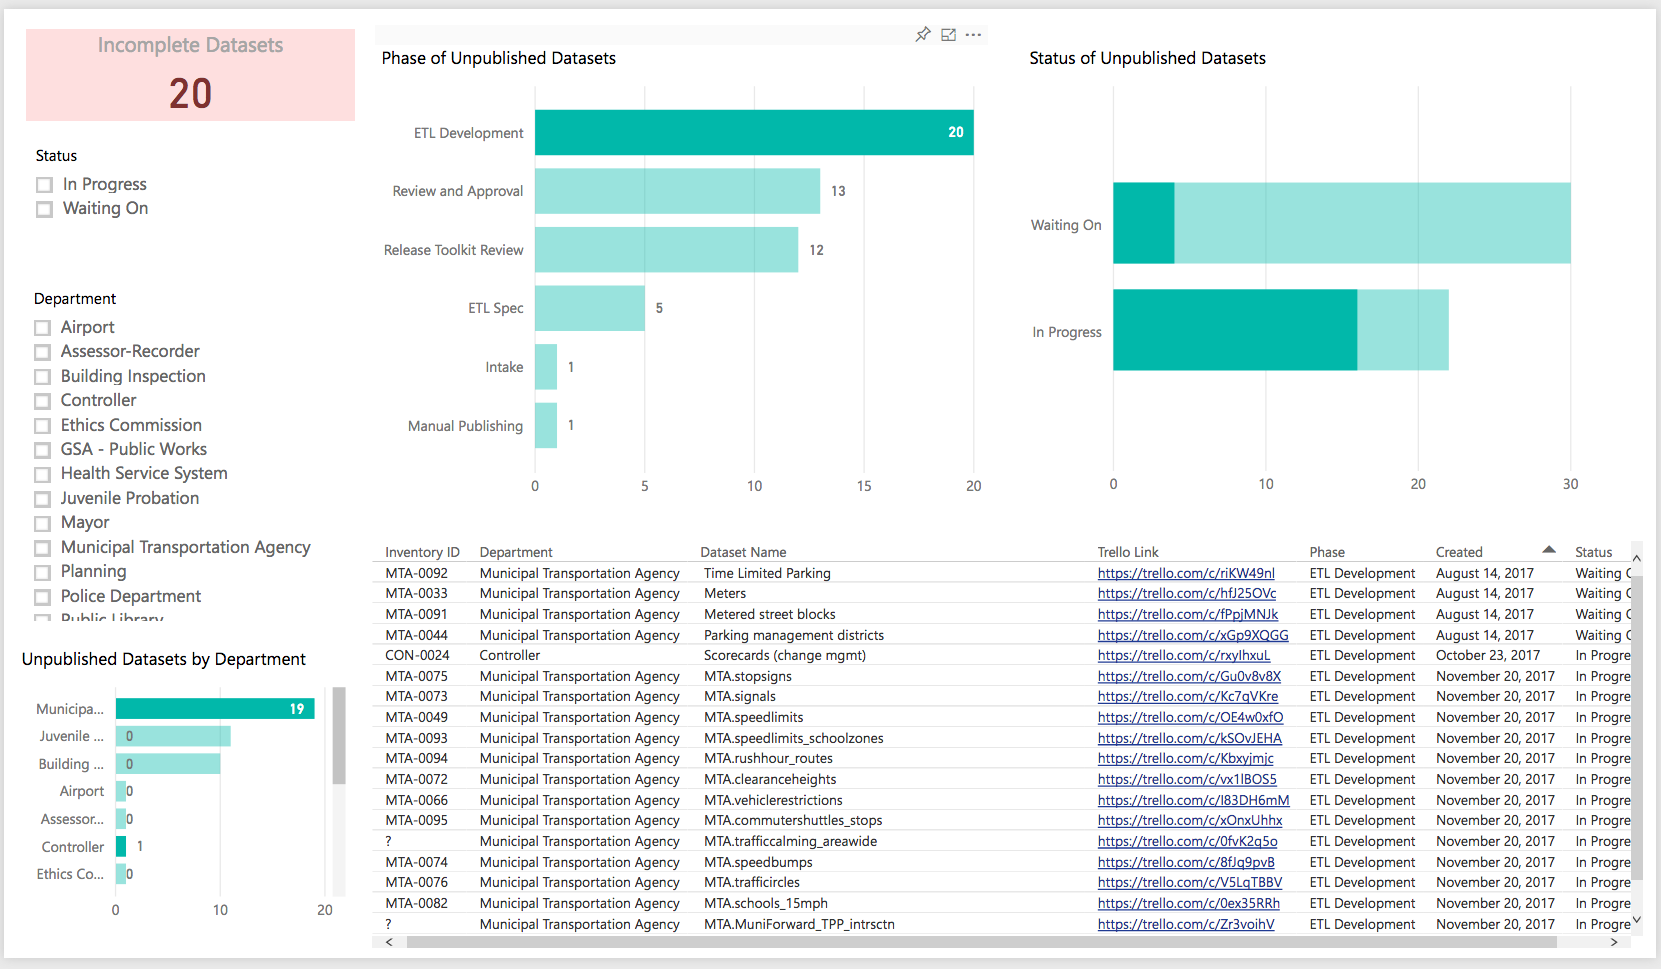 Incomplete Datasets
20
Status
In Progress
Waiting On
Department
Airport
Assessor-Recorder
Building Inspection
Controller
Ethics Commission
GSA - Public Works
Health Service System
Juvenile Probation
Mayor
Municipal Transportation Agency
Planning
Police Department
Public Library
Unpublished Datasets by Department
Municipa... 19
Juvenile ... 0
Building ... 0
Airport 0
Assessor... 0
Controller 1
Ethics Co... 0
0 10 20
Phase of Unpublished Datasets
ETL Development 20
Review and Approval 13
Release Toolkit Review 12
ETL Spec 5
Intake 1
Manual Publishing 1
0 5 10 15 20
Status of Unpublished Datasets
Waiting On
In Progress
0 10 20 30
Inventory ID Department Dataset Name Trello Link Phase Created Status
MTA-0092 Municipal Transportation Agency Time Limited Parking https://trello.com/c/riKW49nl ETL Development August 14, 2017 Waiting O
MTA-0033 Municipal Transportation Agency Meters https://trello.com/c/hfJ25OVc ETL Development August 14, 2017 Waiting O
MTA-0091 Municipal Transportation Agency Metered street blocks https://trello.com/c/fPpjMNJk ETL Development August 14, 2017 Waiting O
MTA-0044 Municipal Transportation Agency Parking management districts https://trello.com/c/xGp9XQGG ETL Development August 14, 2017 Waiting O
CON-0024 Controller Scorecards (change mgmt) https://trello.com/c/rxylhxuL ETL Development October 23, 2017 In Progre
MTA-0075 Municipal Transportation Agency MTA.stopsigns https://trello.com/c/Gu0v8v8X ETL Development November 20, 2017 In Progre
MTA-0073 Municipal Transportation Agency MTA.signals https://trello.com/c/Kc7qVKre ETL Development November 20, 2017 In Progre
MTA-0049 Municipal Transportation Agency MTA.speedlimits https://trello.com/c/OE4w0xfO ETL Development November 20, 2017 In Progre
MTA-0093 Municipal Transportation Agency MTA.speedlimits_schoolzones https://trello.com/c/kSOvJEHA ETL Development November 20, 2017 In Progre
MTA-0094 Municipal Transportation Agency MTA.rushhour_routes https://trello.com/c/Kbxyjmjc ETL Development November 20, 2017 In Progre
MTA-0072 Municipal Transportation Agency MTA.clearanceheights https://trello.com/c/vx1lBOS5 ETL Development November 20, 2017 In Progre
MTA-0066 Municipal Transportation Agency MTA.vehiclerestrictions https://trello.com/c/I83DH6mM ETL Development November 20, 2017 In Progre
MTA-0095 Municipal Transportation Agency MTA.commutershuttles_stops https://trello.com/c/xOnxUhhx ETL Development November 20, 2017 In Progre
? Municipal Transportation Agency MTA.trafficcalming_areawide https://trello.com/c/0fvK2q5o ETL Development November 20, 2017 In Progre
MTA-0074 Municipal Transportation Agency MTA.speedbumps https://trello.com/c/8fJq9pvB ETL Development November 20, 2017 In Progre
MTA-0076 Municipal Transportation Agency MTA.trafficircles https://trello.com/c/V5LqTBBV ETL Development November 20, 2017 In Progre
MTA-0082 Municipal Transportation Agency MTA.schools_15mph https://trello.com/c/0ex35RRh ETL Development November 20, 2017 In Progre
? Municipal Transportation Agency MTA.MuniForward_TPP_intrsctn https://trello.com/c/Zr3voihV ETL Development November 20, 2017 In Progre